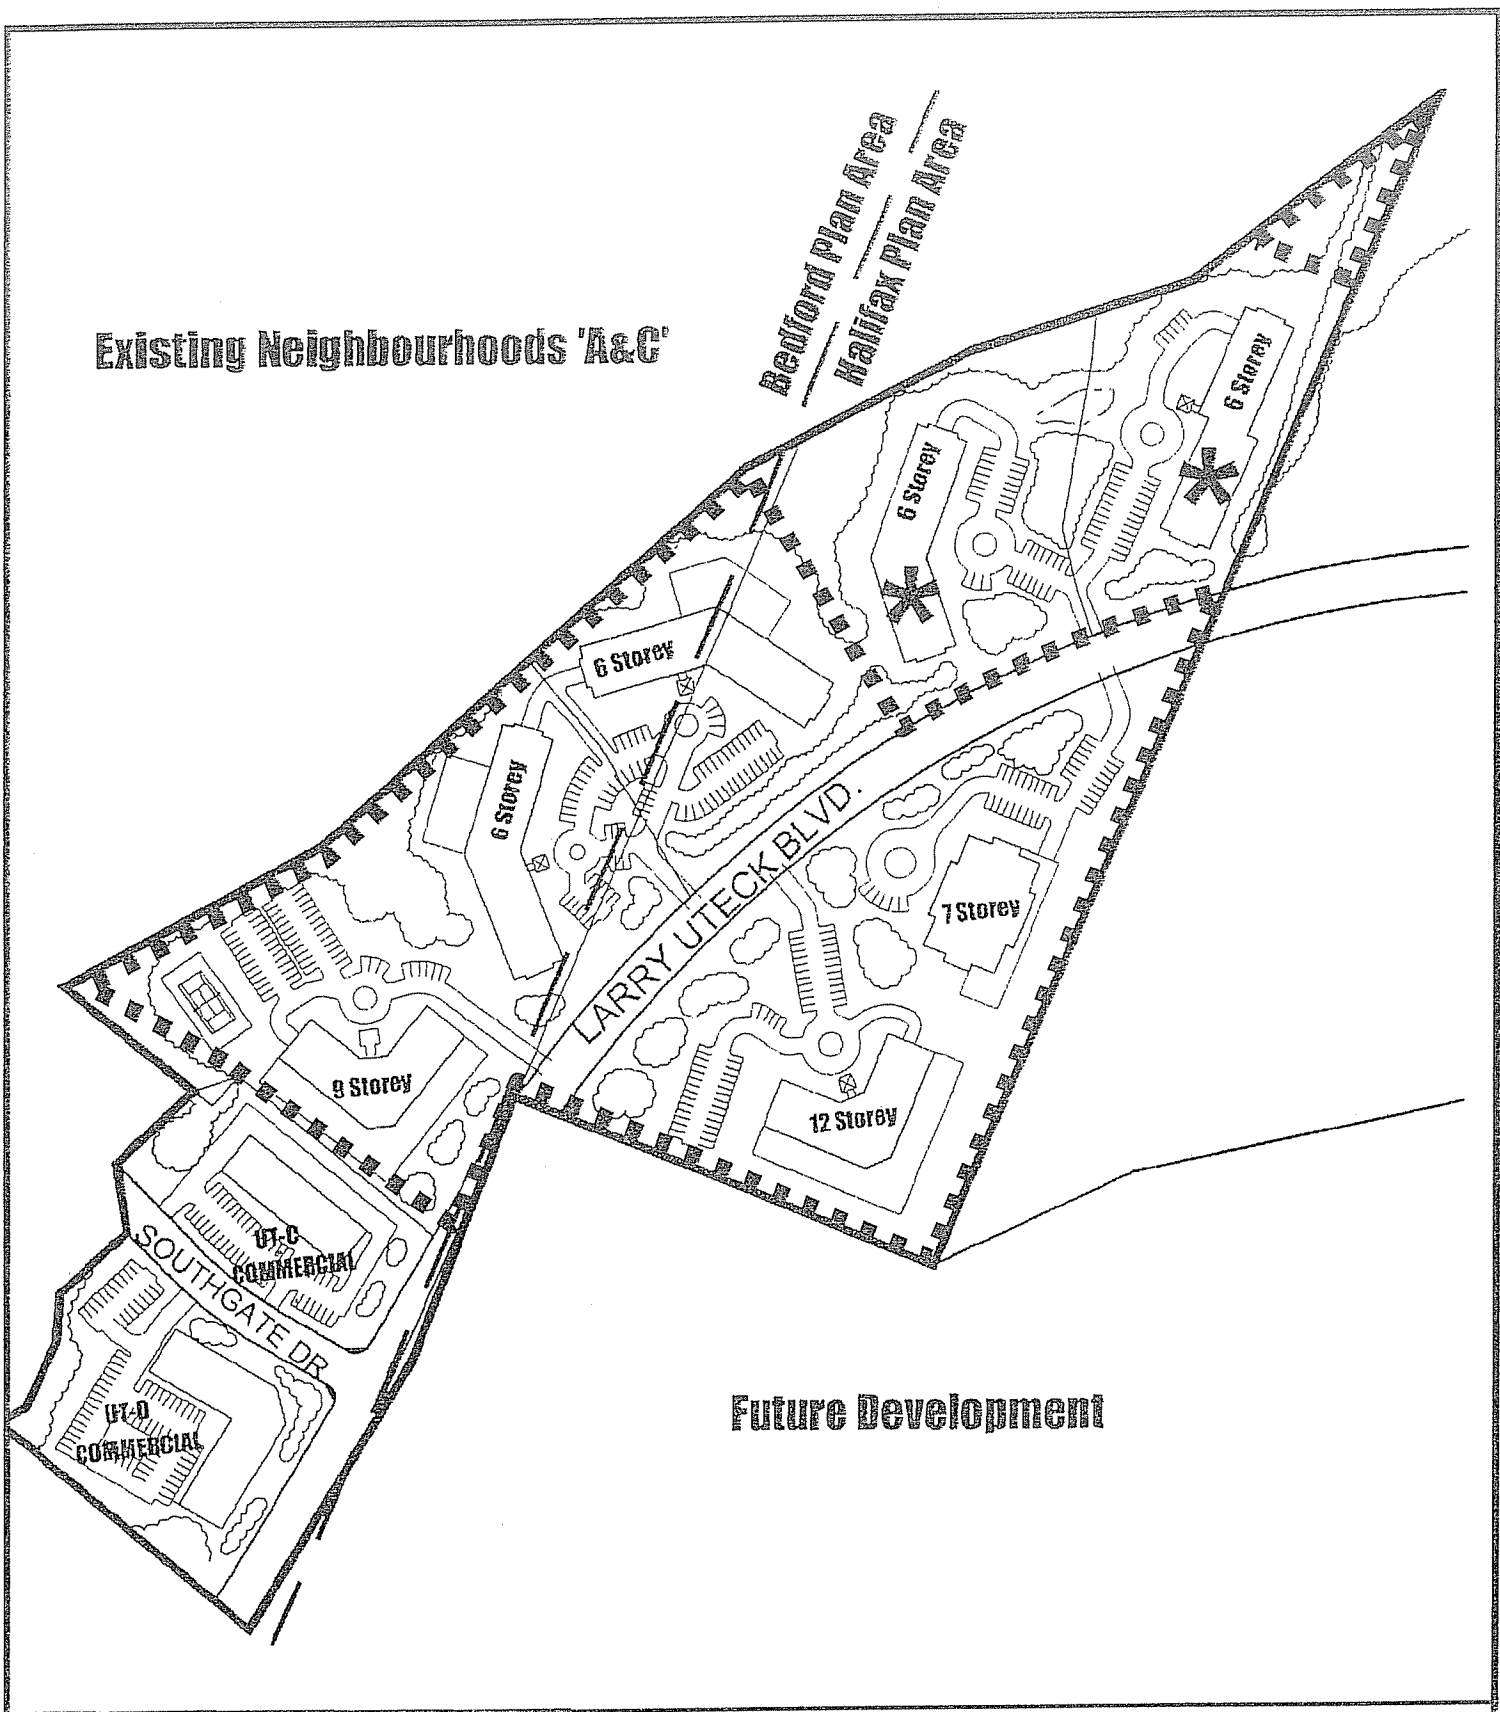 Bedford Plan Area
Halifax Plan Area
Existing Neighbourhoods 'A&C'
6 Storey
6 Storey
6 Storey
6 Storey
LARRY UTECK BLVD.
7 Storey
9 Storey
12 Storey
UT-C
COMMERCIAL
SOUTHGATE DR
UT-D
COMMERCIAL
Future Development